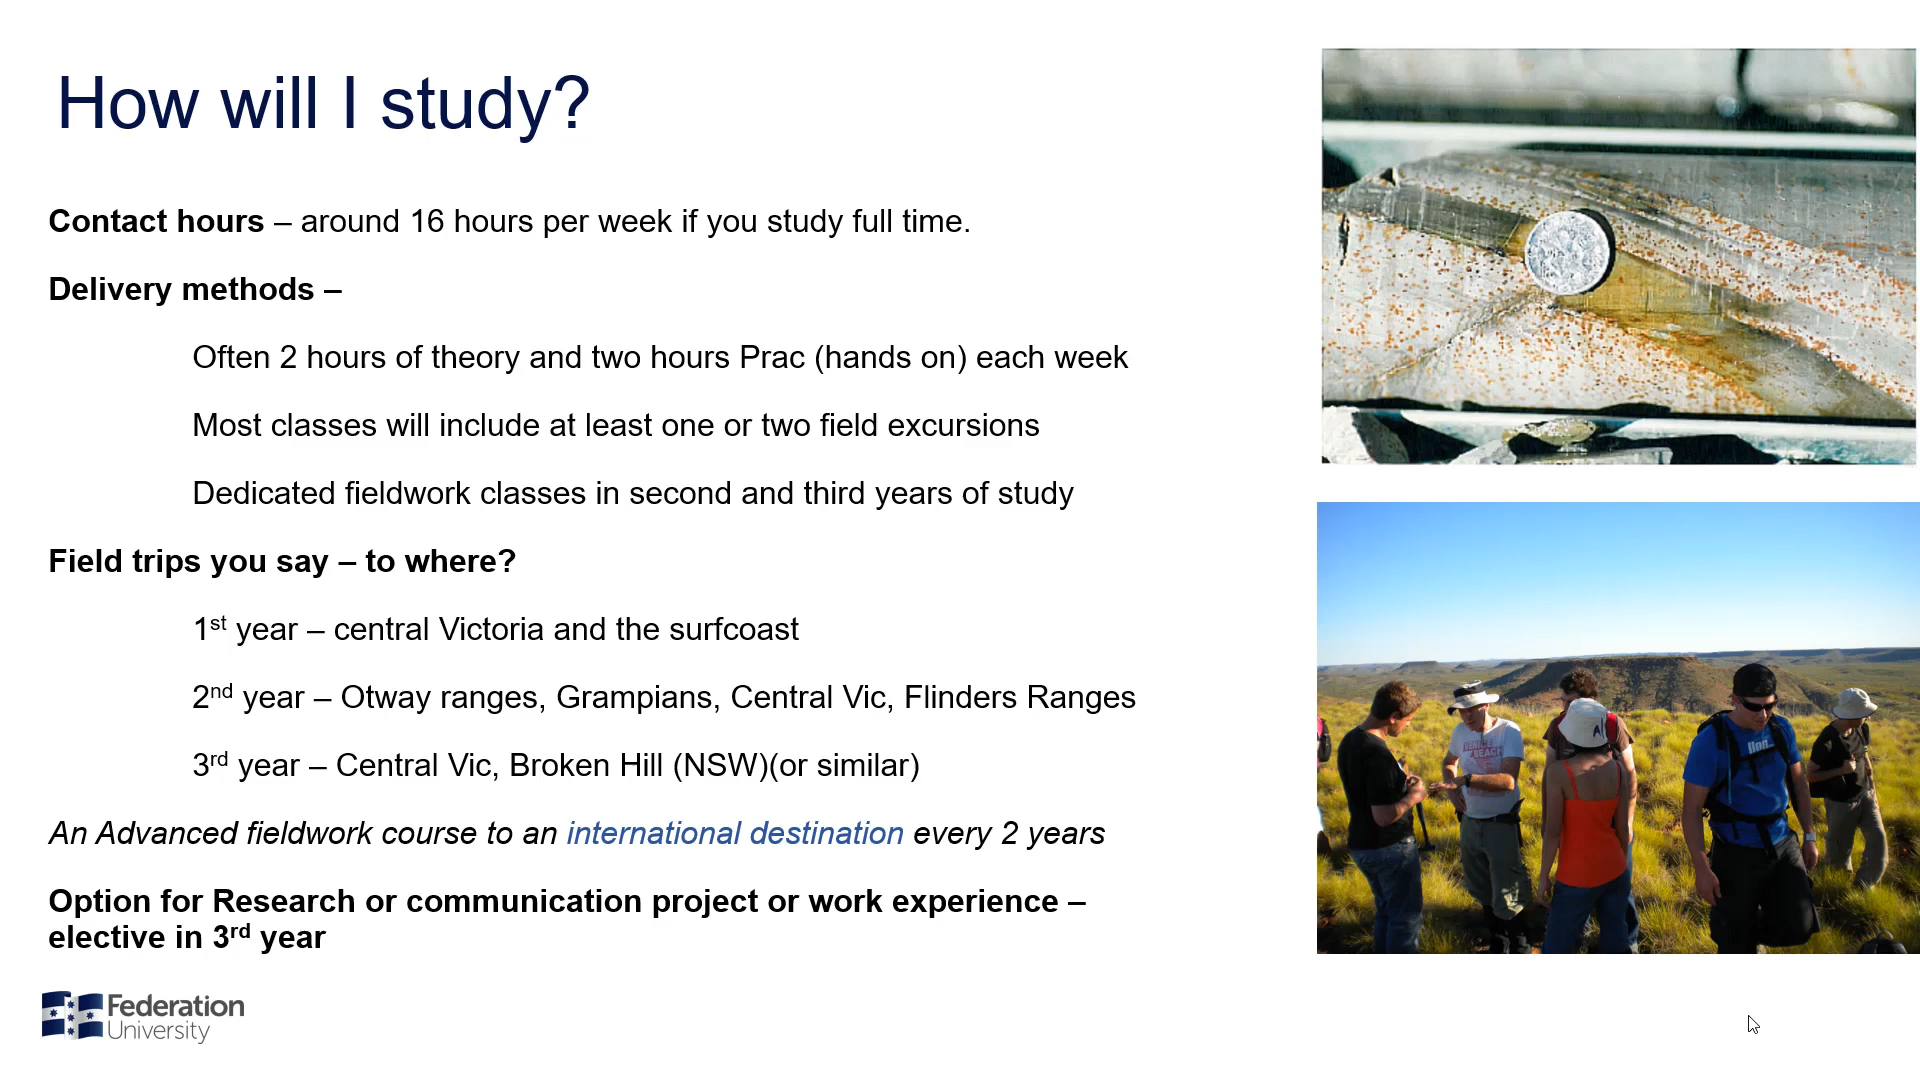 How will I study?
Contact hours – around 16 hours per week if you study full time.
Delivery methods –
Often 2 hours of theory and two hours Prac (hands on) each week
Most classes will include at least one or two field excursions
Dedicated fieldwork classes in second and third years of study
Field trips you say – to where?
1st year – central Victoria and the surfcoast
2nd year – Otway ranges, Grampians, Central Vic, Flinders Ranges
3rd year – Central Vic, Broken Hill (NSW)(or similar)
An Advanced fieldwork course to an international destination every 2 years
Option for Research or communication project or work experience –
elective in 3rd year
Federation
University
VENICE
BEACH